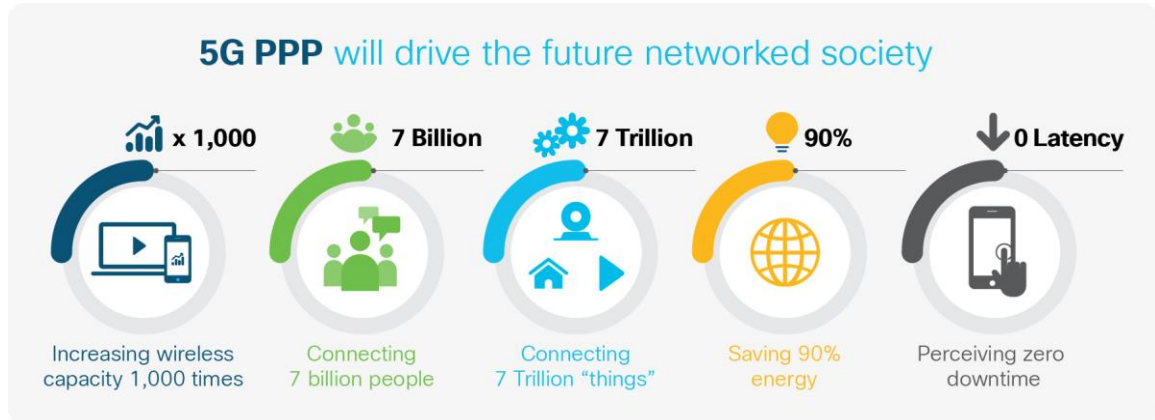 5G PPP will drive the future networked society
x 1,000
7 Billion
7 Trillion
90%
0 Latency
Increasing wireless
capacity 1,000 times
Connecting
7 billion people
Connecting
7 Trillion “things”
Saving 90%
energy
Perceiving zero
downtime